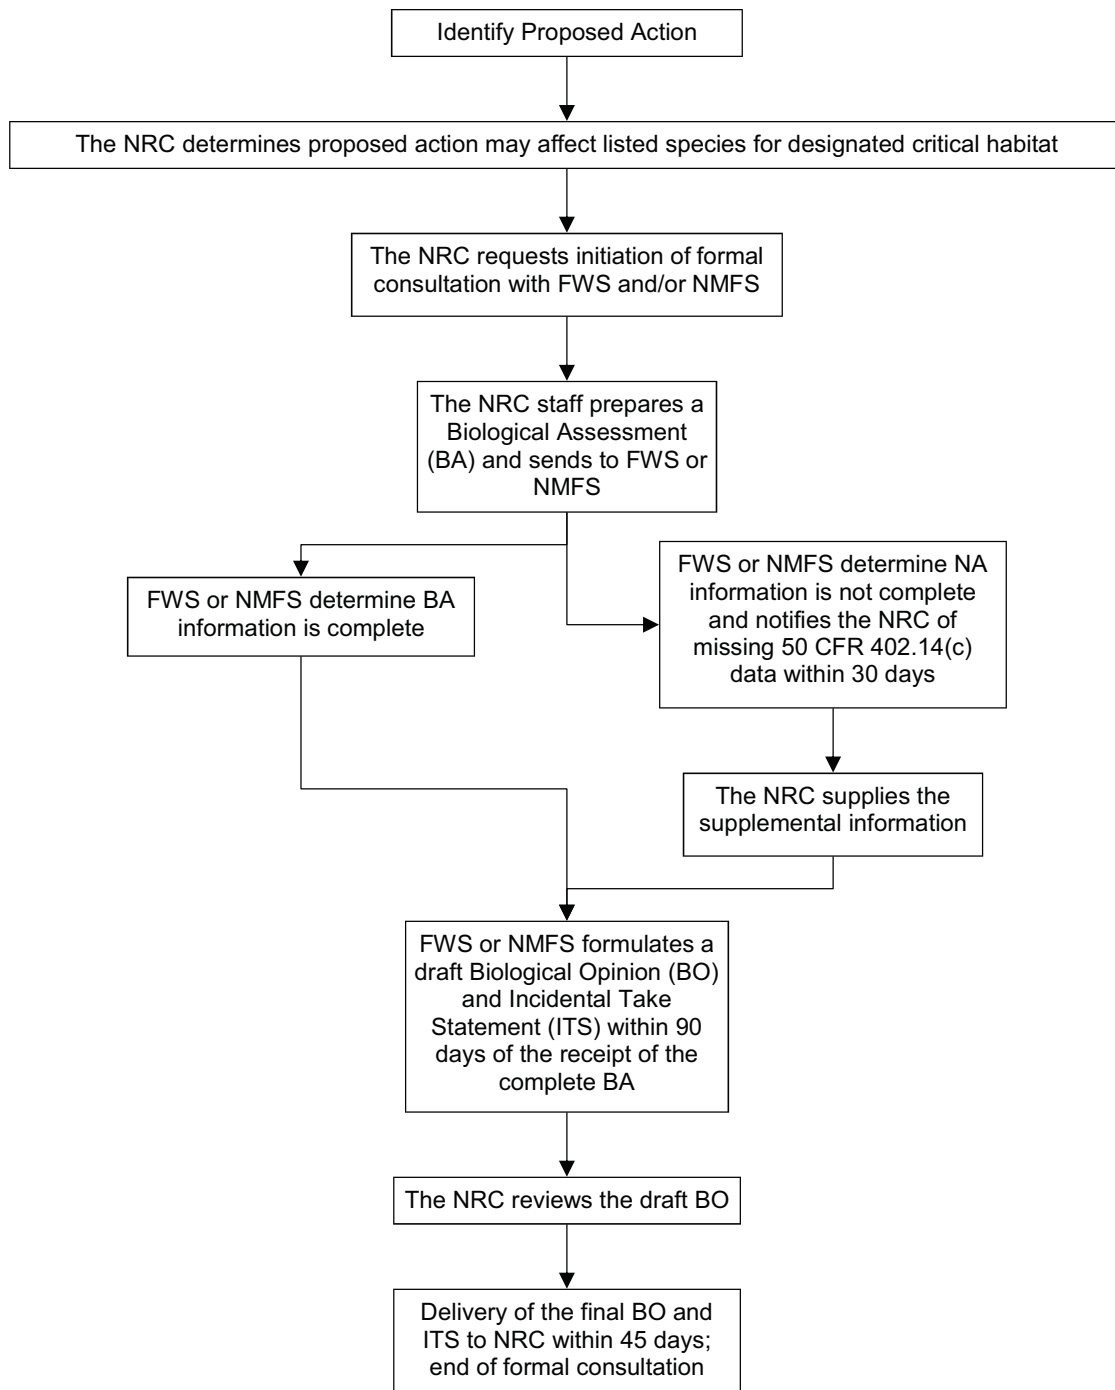 Identify Proposed Action
The NRC determines proposed action may affect listed species for designated critical habitat
The NRC requests initiation of formal
consultation with FWS and/or NMFS
The NRC staff prepares a
Biological Assessment
(BA) and sends to FWS or
NMFS
FWS or NMFS determine BA
information is complete
FWS or NMFS determine NA
information is not complete
and notifies the NRC of
missing 50 CFR 402.14(c)
data within 30 days
The NRC supplies the
supplemental information
FWS or NMFS formulates a
draft Biological Opinion (BO)
and Incidental Take
Statement (ITS) within 90
days of the receipt of the
complete BA
The NRC reviews the draft BO
Delivery of the final BO and
ITS to NRC within 45 days;
end of formal consultation